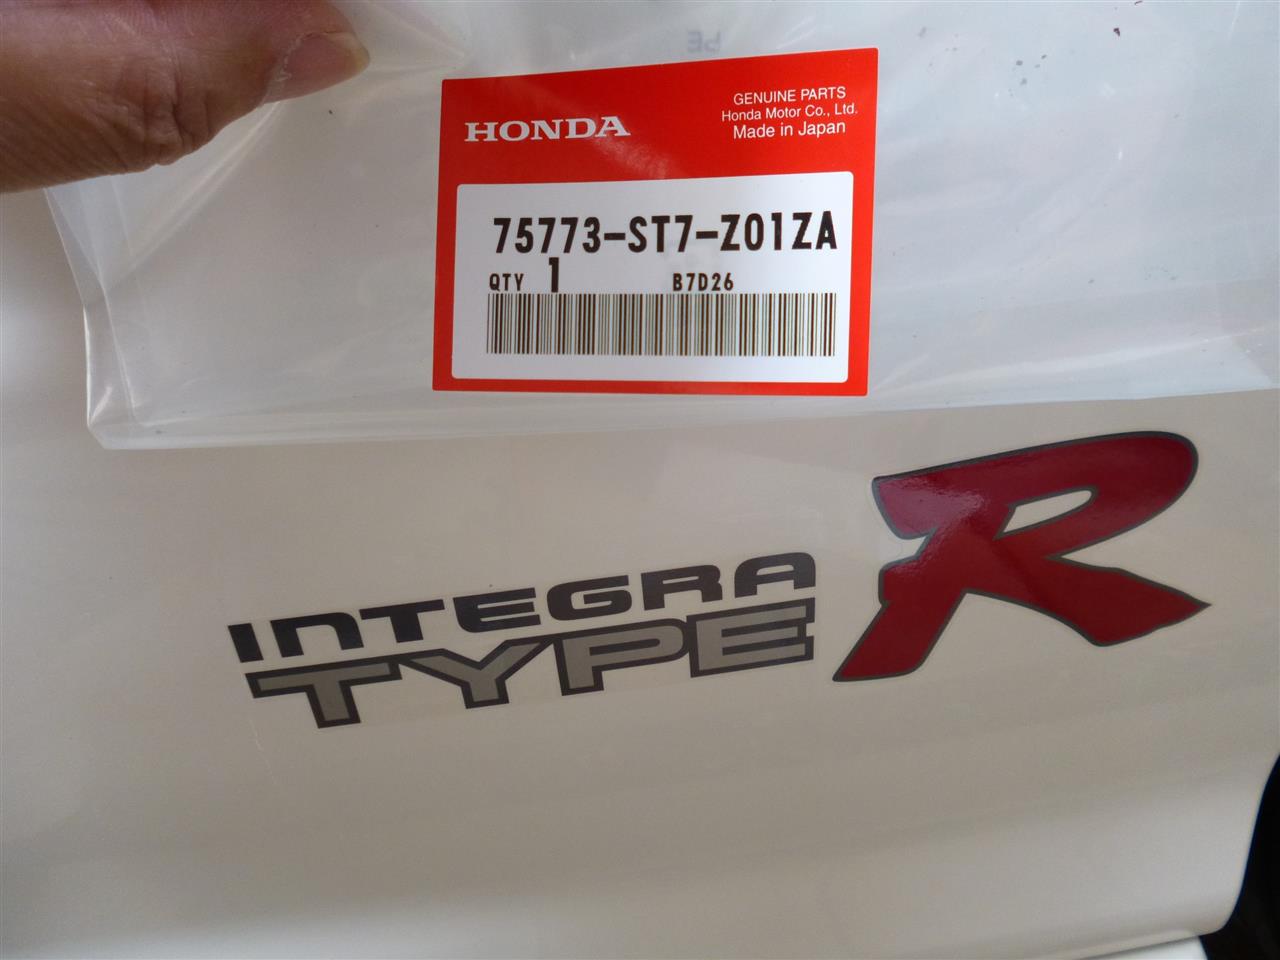 HONDA
GENUINE PARTS
Honda Motor Co., Ltd.
Made in Japan
75773-ST7-Z01ZA
QTY 1 B7D26
INTEGRA
TYPE R